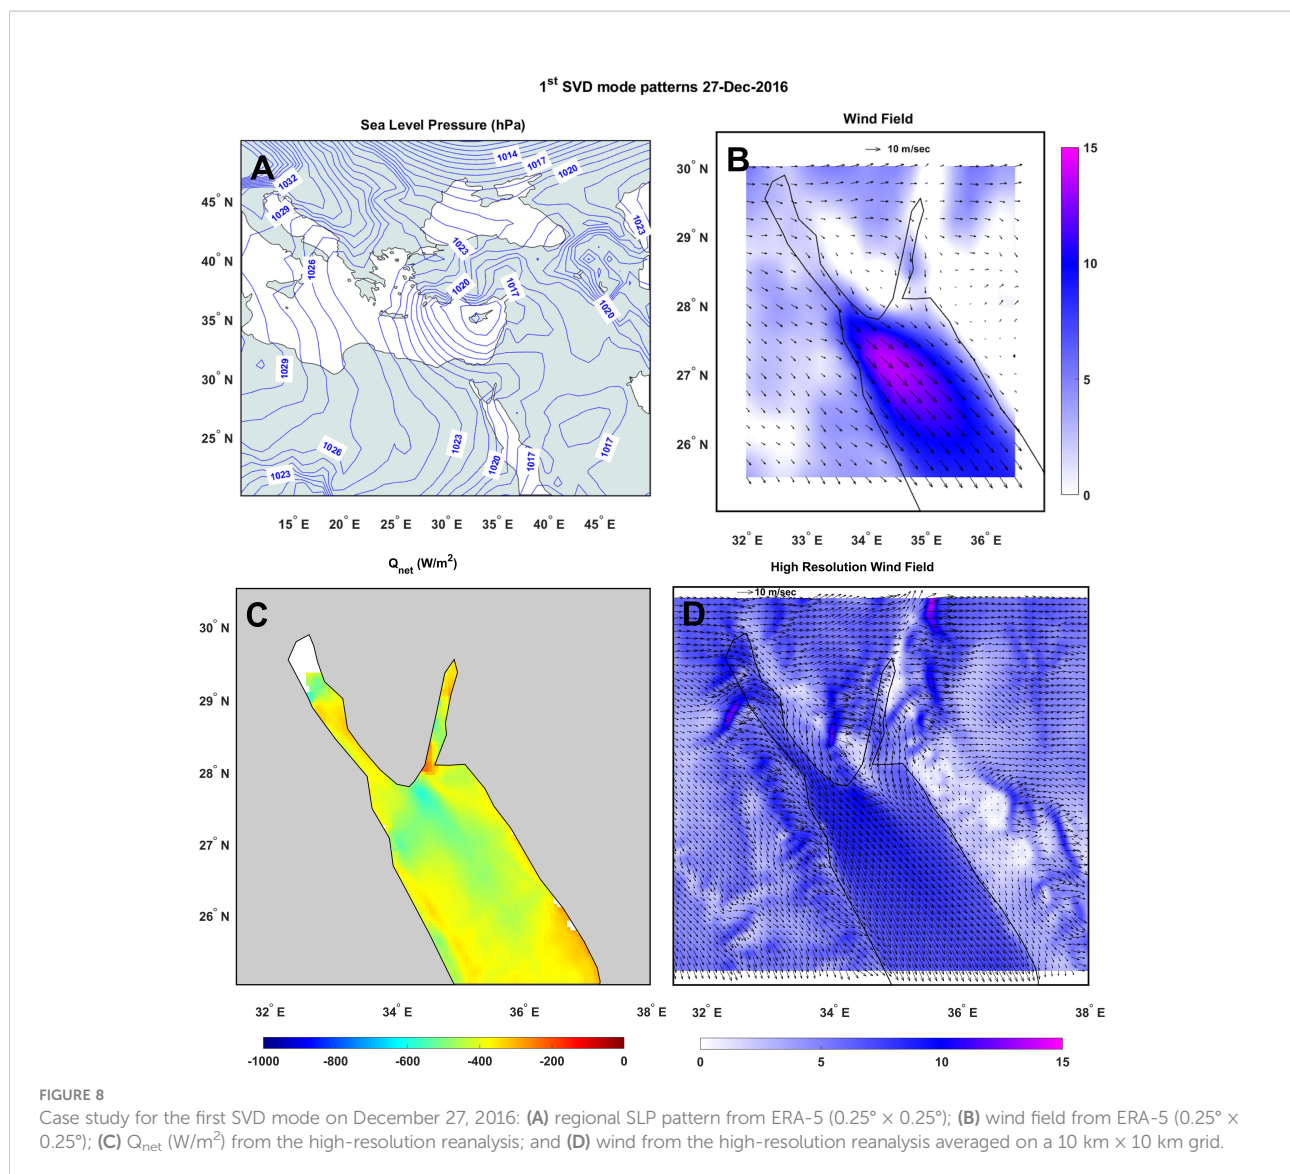 1st SVD mode patterns 27-Dec-2016
Sea Level Pressure (hPa)
A
1014
1017
1020
1032
1029
1023
1023
1026
1020
1017
1020
1029
1026
1023
1023
1020
1017
1017
45° N
40° N
35° N
30° N
25° N
15° E 20° E 25° E 30° E 35° E 40° E 45° E
Wind Field
B
10 m/sec
30° N
29° N
28° N
27° N
26° N
32° E 33° E 34° E 35° E 36° E
15
10
5
0
Qnet (W/m2)
C
30° N
29° N
28° N
27° N
26° N
32° E 34° E 36° E 38° E
-1000 -800 -600 -400 -200 0
High Resolution Wind Field
D
10 m/sec
32° E 34° E 36° E 38° E
0 5 10 15
FIGURE 8
Case study for the first SVD mode on December 27, 2016: (A) regional SLP pattern from ERA-5 (0.25° × 0.25°); (B) wind field from ERA-5 (0.25° ×
0.25°); (C) Qnet (W/m²) from the high-resolution reanalysis; and (D) wind from the high-resolution reanalysis averaged on a 10 km × 10 km grid.